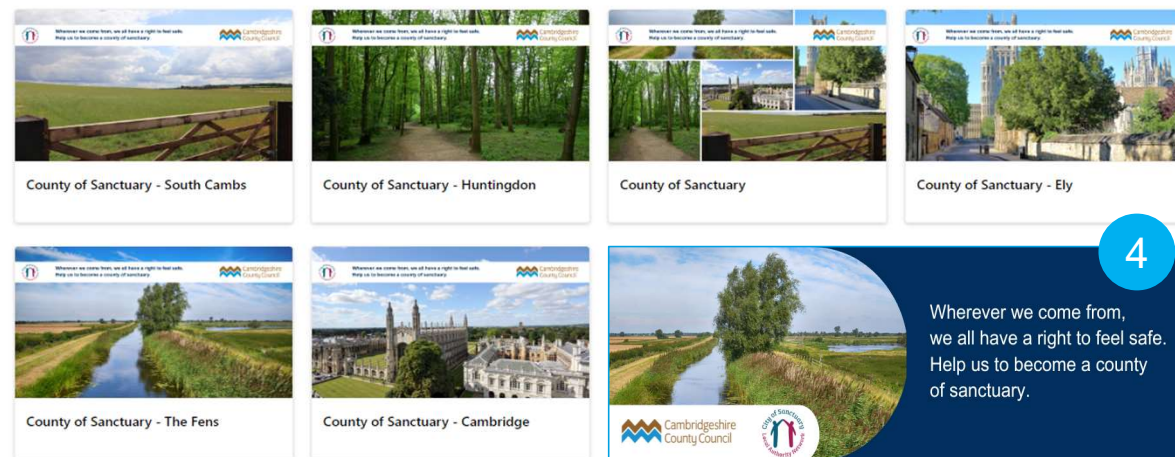 Wherever we come from, we all have a right to feel safe.
Help us to become a county of sanctuary.
Cambridgeshire
County Council
Wherever we come from, we all have a right to feel safe.
Help us to become a county of sanctuary.
Cambridgeshire
County Council
Wherever we come from, we all have a right to feel safe.
Help us to become a county of sanctuary.
Cambridgeshire
County Council
Wherever we come from, we all have a right to feel safe.
Help us to become a county of sanctuary.
Cambridgeshire
County Council
County of Sanctuary - South Cambs
County of Sanctuary - Huntingdon
County of Sanctuary
County of Sanctuary - Ely
Wherever we come from, we all have a right to feel safe.
Help us to become a county of sanctuary.
Cambridgeshire
County Council
Wherever we come from, we all have a right to feel safe.
Help us to become a county of sanctuary.
Cambridgeshire
County Council
County of Sanctuary - The Fens
County of Sanctuary - Cambridge
4
Wherever we come from,
we all have a right to feel safe.
Help us to become a county
of sanctuary.
Cambridgeshire
County Council
City of Sanctuary
Local Authority Network